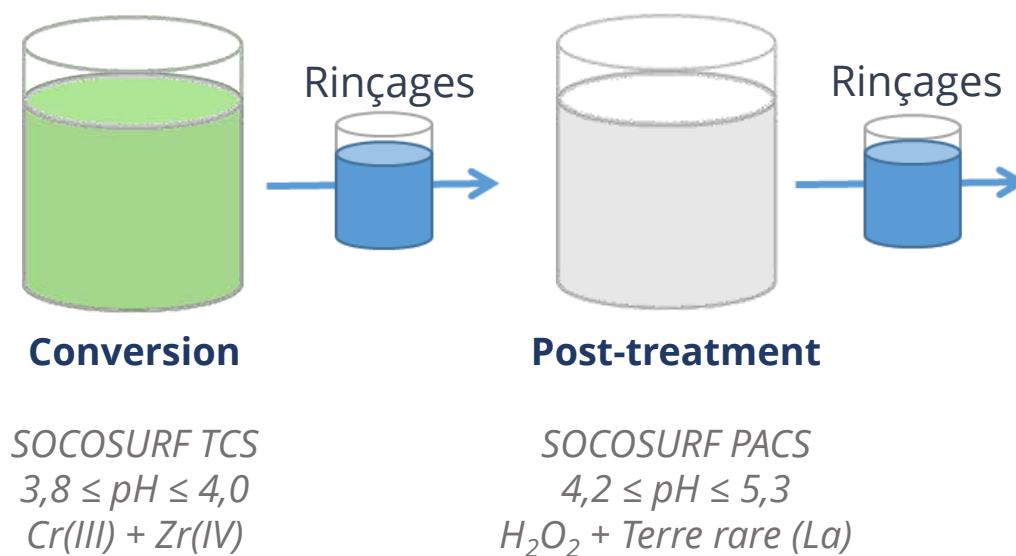 Rinçages
Rinçages
Conversion
Post-treatment
SOCOSURF TCS
3,8 ≤ pH ≤ 4,0
Cr(III) + Zr(IV)
SOCOSURF PACS
4,2 ≤ pH ≤ 5,3
H₂O₂ + Terre rare (La)